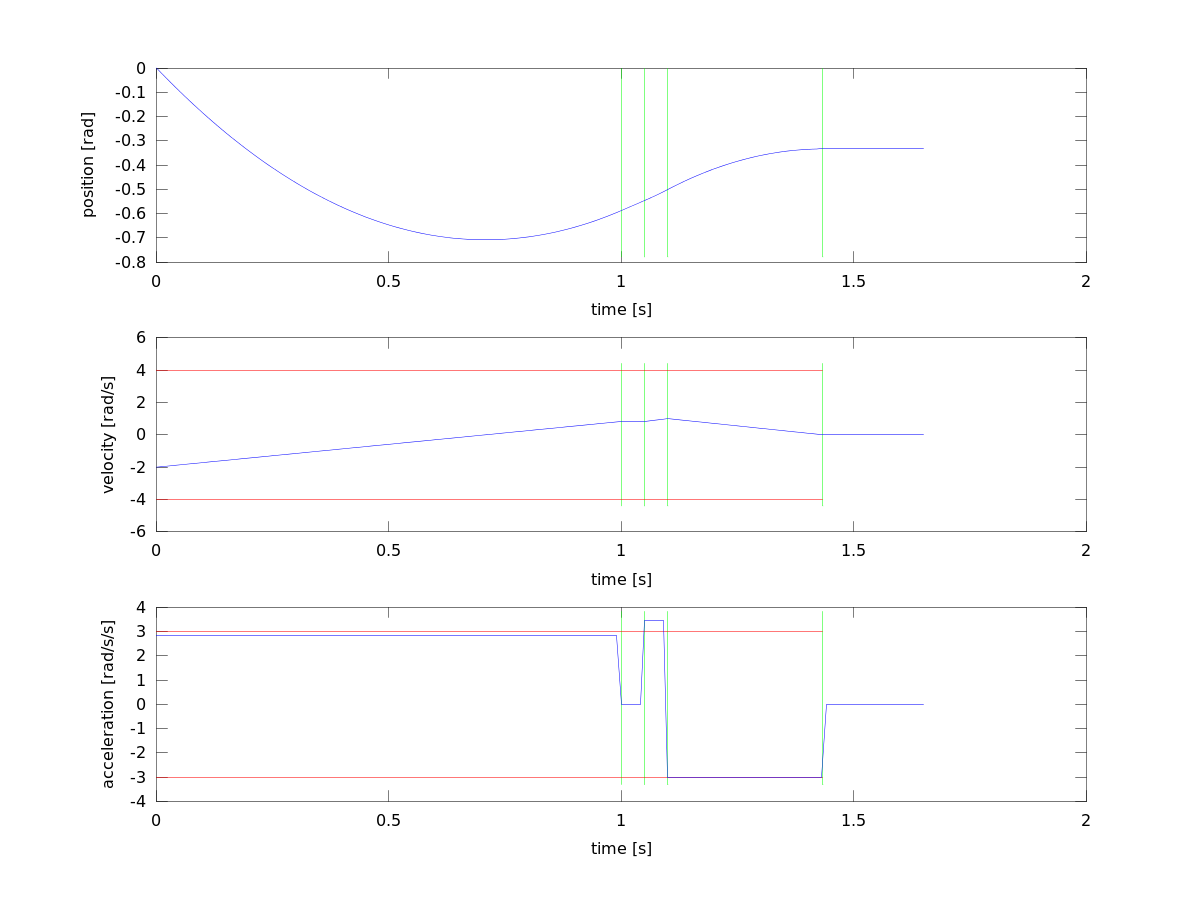 0
-0.1
-0.2
-0.3
-0.4
-0.5
-0.6
-0.7
-0.8
position [rad]
0 0.5 1 1.5 2
time [s]
6
4
2
0
-2
-4
-6
velocity [rad/s]
0 0.5 1 1.5 2
time [s]
4
3
2
1
0
-1
-2
-3
-4
acceleration [rad/s/s]
0 0.5 1 1.5 2
time [s]